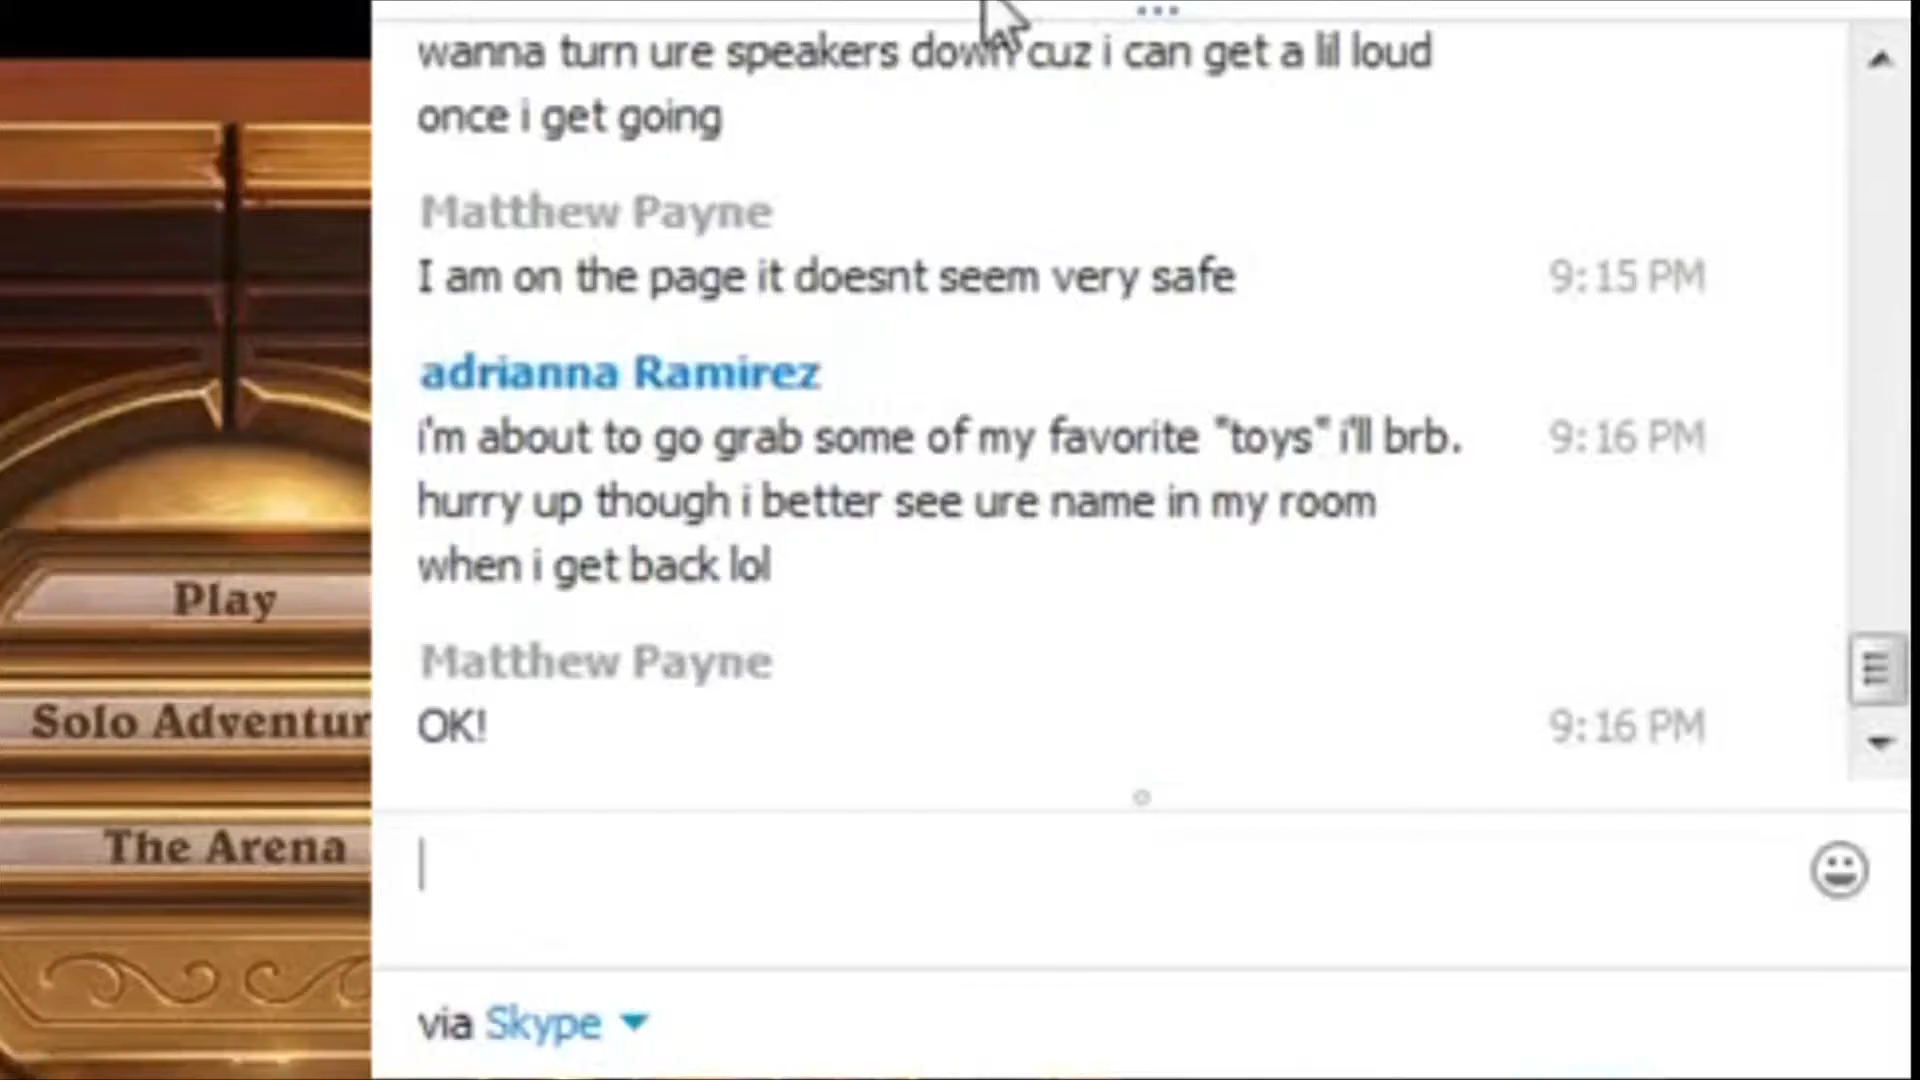 wanna turn ure speakers down cuz i can get a lil loud
once i get going
Matthew Payne
I am on the page it doesnt seem very safe 9:15 PM
adrianna Ramirez
i'm about to go grab some of my favorite "toys" i'll brb. 9:16 PM
hurry up though i better see ure name in my room
when i get back lol
Matthew Payne
OK! 9:16 PM
via Skype
Play
Solo Adventur
The Arena